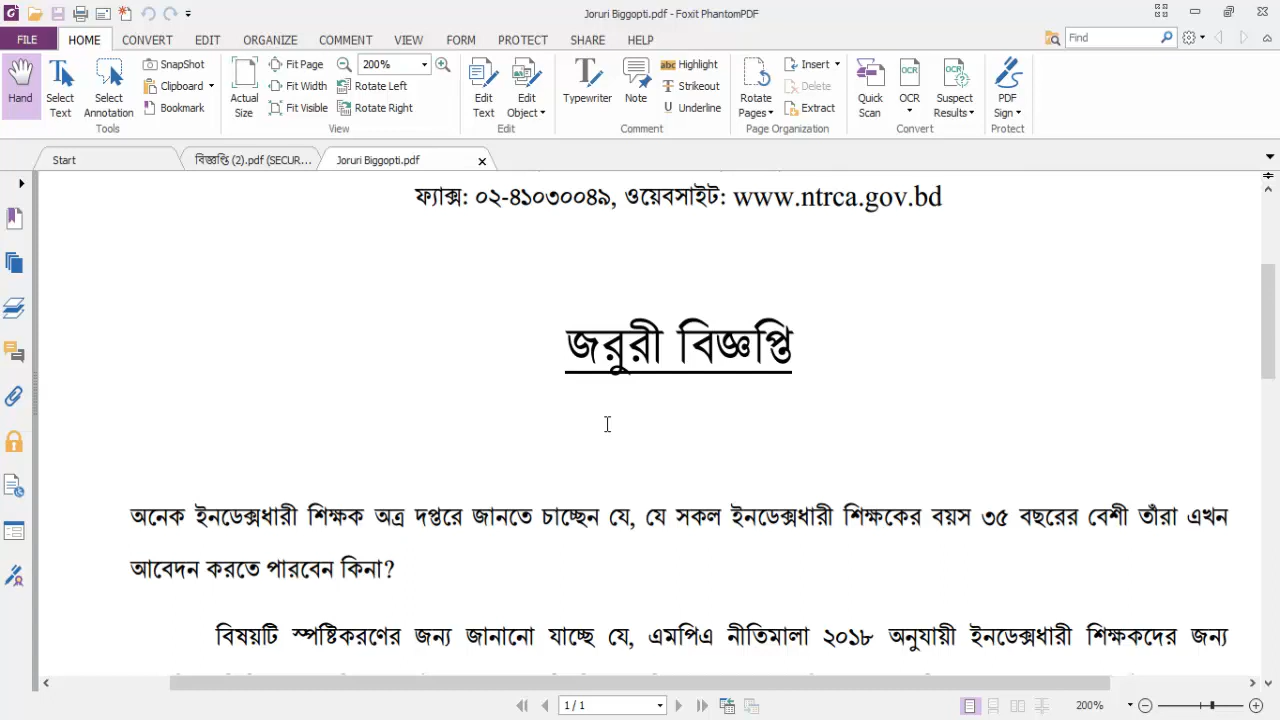 Joruri Biggopti.pdf - Foxit PhantomPDF
FILE HOME CONVERT EDIT ORGANIZE COMMENT VIEW FORM PROTECT SHARE HELP
Find
Hand
Select Text
Select Annotation
SnapShot
Clipboard
Bookmark
Tools
Actual Size
Fit Page
Fit Width
Fit Visible
200%
Rotate Left
Rotate Right
View
Edit Text
Edit Object
Edit
Typewriter
Note
Highlight
Strikeout
Underline
Comment
Rotate Pages
Insert
Delete
Extract
Page Organization
Quick Scan
OCR
Suspect Results
Convert
PDF Sign
Protect
Start
বিজ্ঞপ্তি (2).pdf (SECUR...
Joruri Biggopti.pdf
ফ্যাক্স: ০২-৪১০৩০০৪৯, ওয়েবসাইট: www.ntrca.gov.bd
জরুরী বিজ্ঞপ্তি
অনেক ইনডেক্সধারী শিক্ষক অত্র দপ্তরে জানতে চাচ্ছেন যে, যে সকল ইনডেক্সধারী শিক্ষকের বয়স ৩৫ বছরের বেশী তাঁরা এখন
আবেদন করতে পারবেন কিনা?
বিষয়টি স্পষ্টিকরণের জন্য জানানো যাচ্ছে যে, এমপিএ নীতিমালা ২০১৮ অনুযায়ী ইনডেক্সধারী শিক্ষকদের জন্য
1 / 1
200%